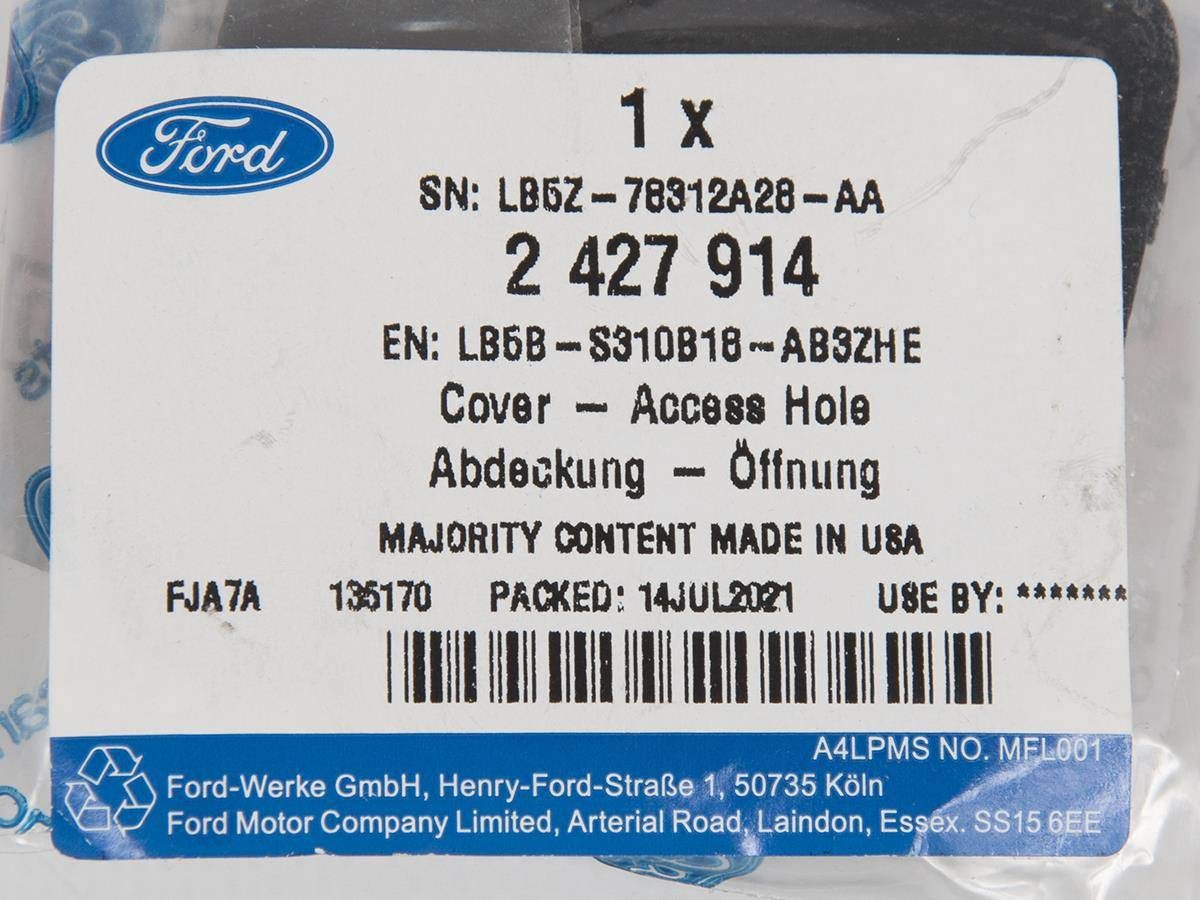 Ford
1 x
SN: LB5Z-78312A28-AA
2 427 914
EN: LB5B-S310B18-AB3ZHE
Cover - Access Hole
Abdeckung - Öffnung
MAJORITY CONTENT MADE IN USA
FJA7A 135170 PACKED: 14JUL2021 USE BY: *******
A4LPMS NO. MFL001
Ford-Werke GmbH, Henry-Ford-Straße 1, 50735 Köln
Ford Motor Company Limited, Arterial Road, Laindon, Essex. SS15 6EE